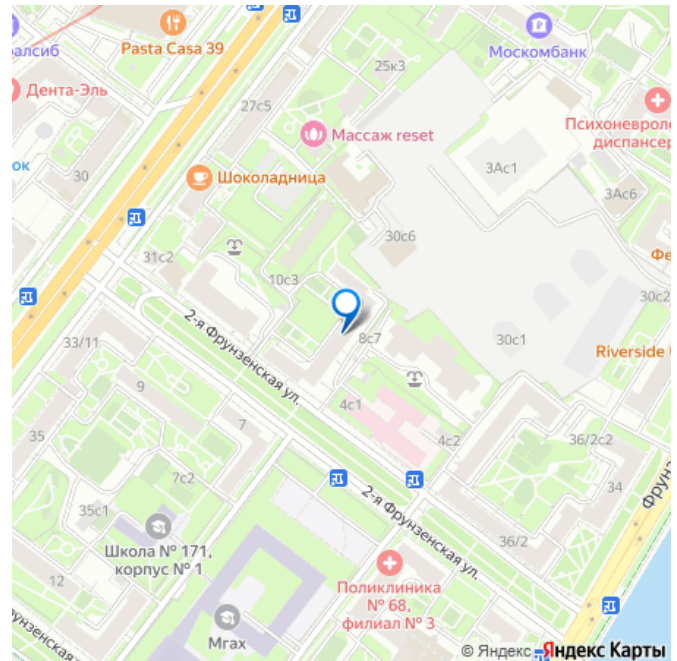 Pasta Casa 39
Москомбанк
25к3
Дента-Эль
27с5
Массаж reset
30
Шоколадница
3Ас1
3Ас6
31с2
30с6
10с3
30с2
2-я Фрунзенская ул.
8с7
30с1
Riverside
33/11
9
4с1
7
4с2
36/2с2
35
34
7с2
2-я Фрунзенская ул.
35с1
Школа № 171,
корпус № 1
36/2
12
Поликлиника
№ 68,
филиал № 3
Мгах
© Яндекс
Яндекс Карты